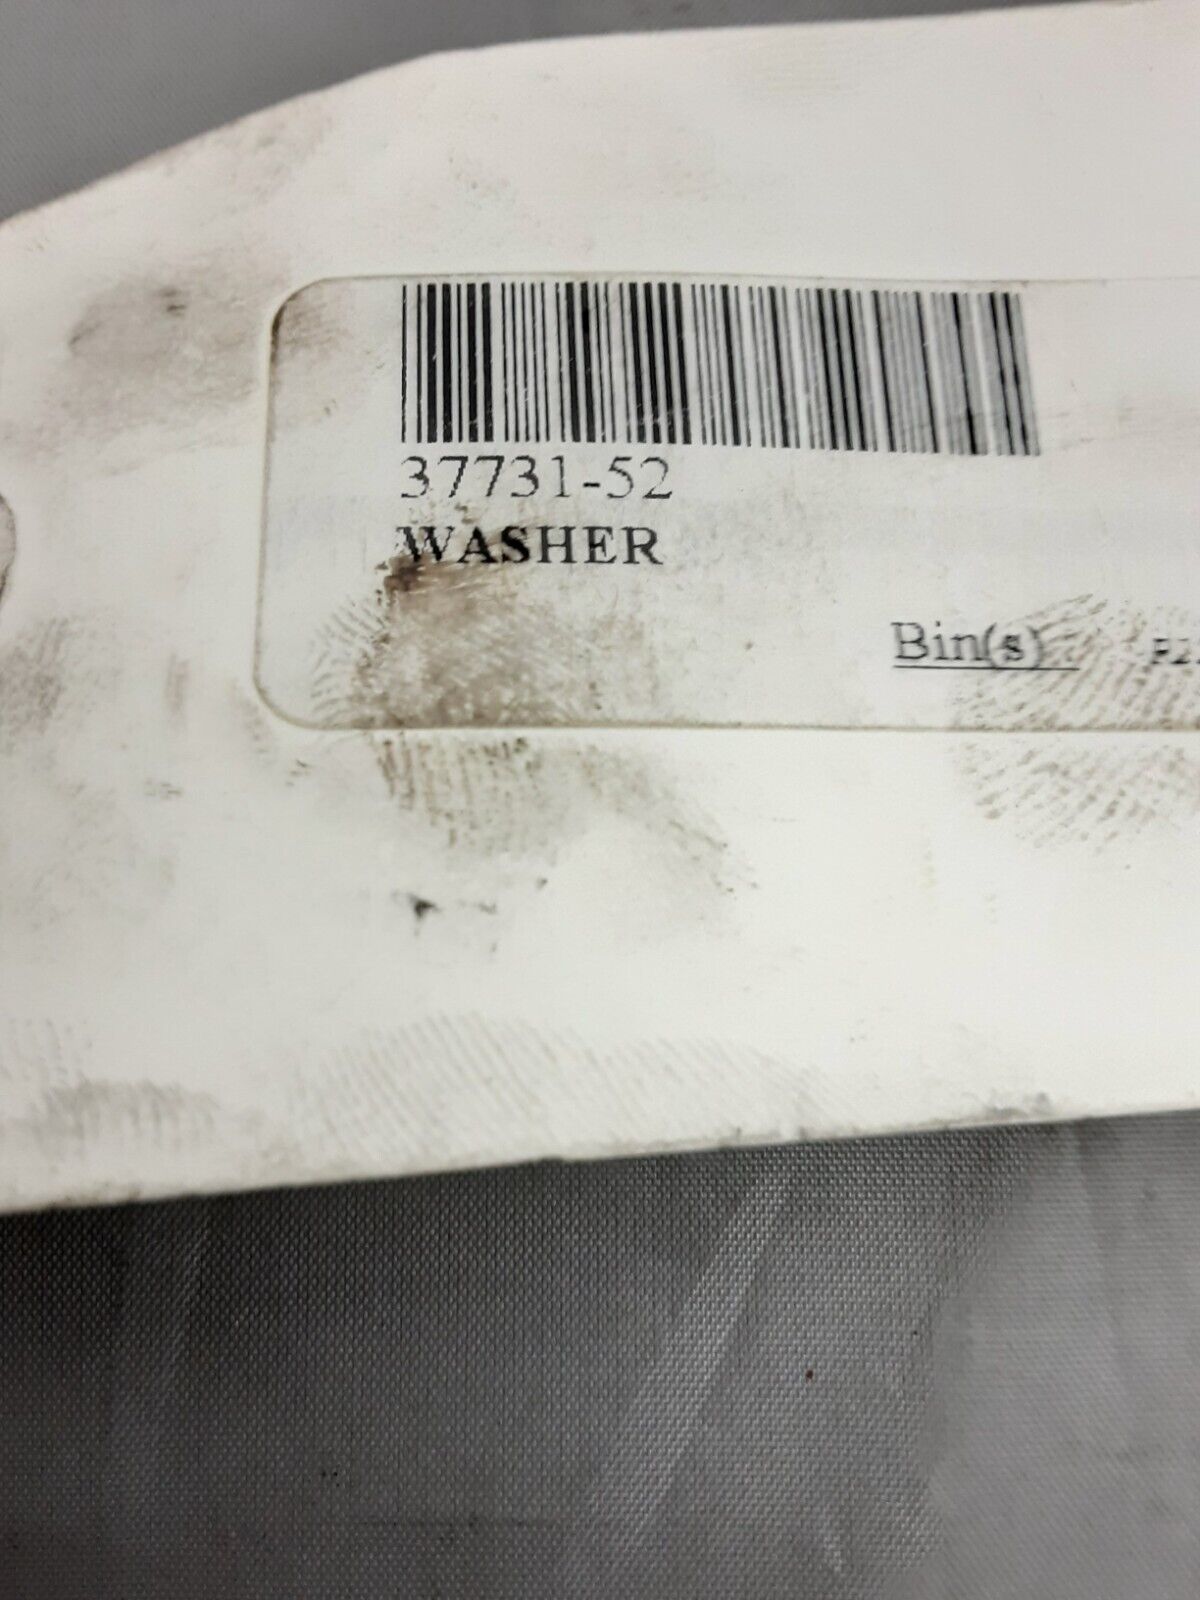 37731-52
WASHER
Bin(s) :